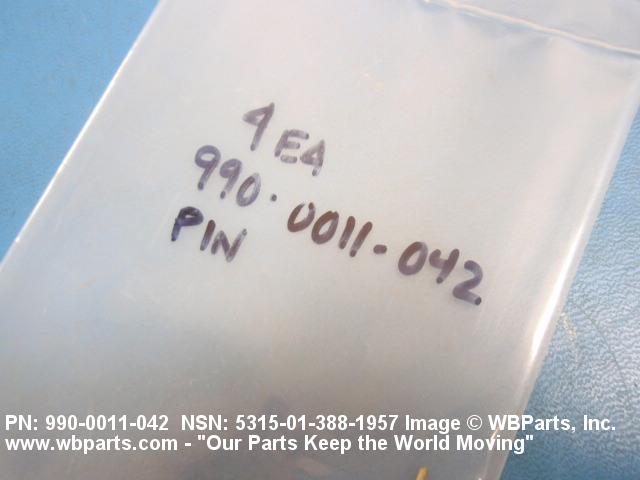 4 EA
990-0011-042
PIN
PN: 990-0011-042 NSN: 5315-01-388-1957 Image © WBParts, Inc.
www.wbparts.com - "Our Parts Keep the World Moving"